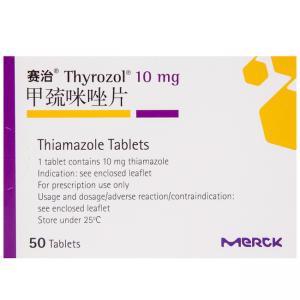 赛治® Thyrozol® 10 mg
甲巯咪唑片
Thiamazole Tablets
1 tablet contains 10 mg thiamazole
Indication: see enclosed leaflet
For prescription use only
Usage and dosage/adverse reaction/contraindication:
see enclosed leaflet
Store under 25°C
50 Tablets
MERCK